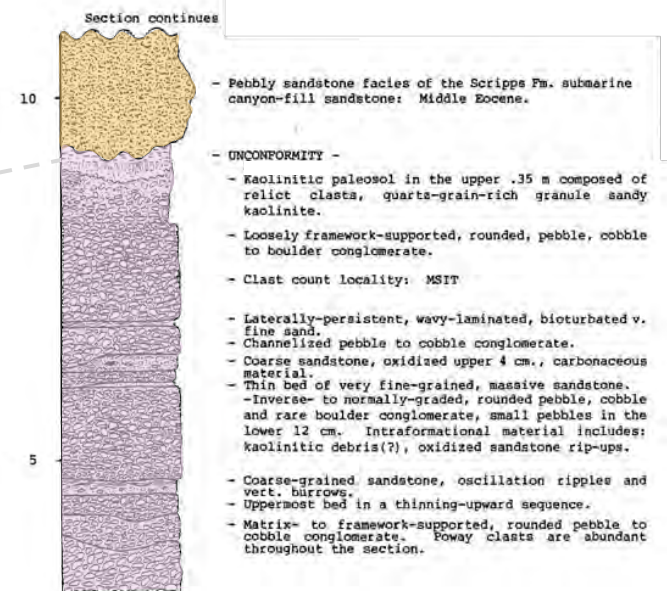 Section continues
- Pebbly sandstone facies of the Scripps Fm. submarine
canyon-fill sandstone: Middle Eocene.
10
- UNCONFORMITY -
- Kaolinitic paleosol in the upper .35 m composed of
relict clasts, quartz-grain-rich granule sandy
kaolinite.
- Loosely framework-supported, rounded, pebble, cobble
to boulder conglomerate.
- Clast count locality: MSIT
- Laterally-persistent, wavy-laminated, bioturbated v.
fine sand.
- Channelized pebble to cobble conglomerate.
- Coarse sandstone, oxidized upper 4 cm., carbonaceous
material.
- Thin bed of very fine-grained, massive sandstone.
-Inverse- to normally-graded, rounded pebble, cobble
and rare boulder conglomerate, small pebbles in the
lower 12 cm. Intraformational material includes:
kaolinitic debris(?), oxidized sandstone rip-ups.
5
- Coarse-grained sandstone, oscillation ripples and
vert. burrows.
- Uppermost bed in a thinning-upward sequence.
- Matrix- to framework-supported, rounded pebble to
cobble conglomerate. Poway clasts are abundant
throughout the section.